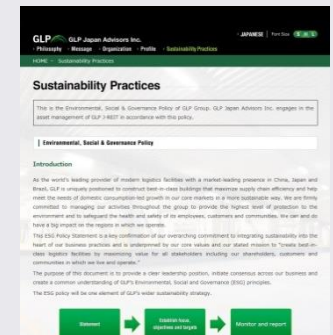 GLP GLP Japan Advisors Inc.
JAPANESE Font Size S M L
Philosophy Message Organization Profile Sustainability Practices
HOME > Sustainability Practices
Sustainability Practices
This is the Environmental, Social & Governance Policy of GLP Group. GLP Japan Advisors Inc. engages in the
asset management of GLP J-REIT in accordance with this policy.
Environmental, Social & Governance Policy
Introduction
As the world's leading provider of modern logistics facilities with a market-leading presence in China, Japan and
Brazil, GLP is uniquely positioned to construct best-in-class buildings that maximize supply chain efficiency and help
meet the needs of domestic consumption-led growth in our core markets in a more sustainable way. We are firmly
committed to managing our activities throughout the group to provide the highest level of protection to the
environment and to safeguard the health and safety of its employees, customers and communities. We can and do
have a big impact on the regions in which we operate.
This ESG Policy Statement is a key confirmation of our overarching commitment to integrating sustainability into the
heart of our business practices and is underpinned by our core values and our stated mission to "create best-in-
class logistics facilities by maximizing value for all stakeholders including our shareholders, customers and
communities in which we live and operate."
The purpose of this document is to provide a clear leadership position, initiate consensus across our business and
create a common understanding of GLP's Environmental, Social and Governance (ESG) principles.
The ESG policy will be one element of GLP's wider sustainability strategy.
Statement
Establish focus,
objectives and targets
Monitor and report